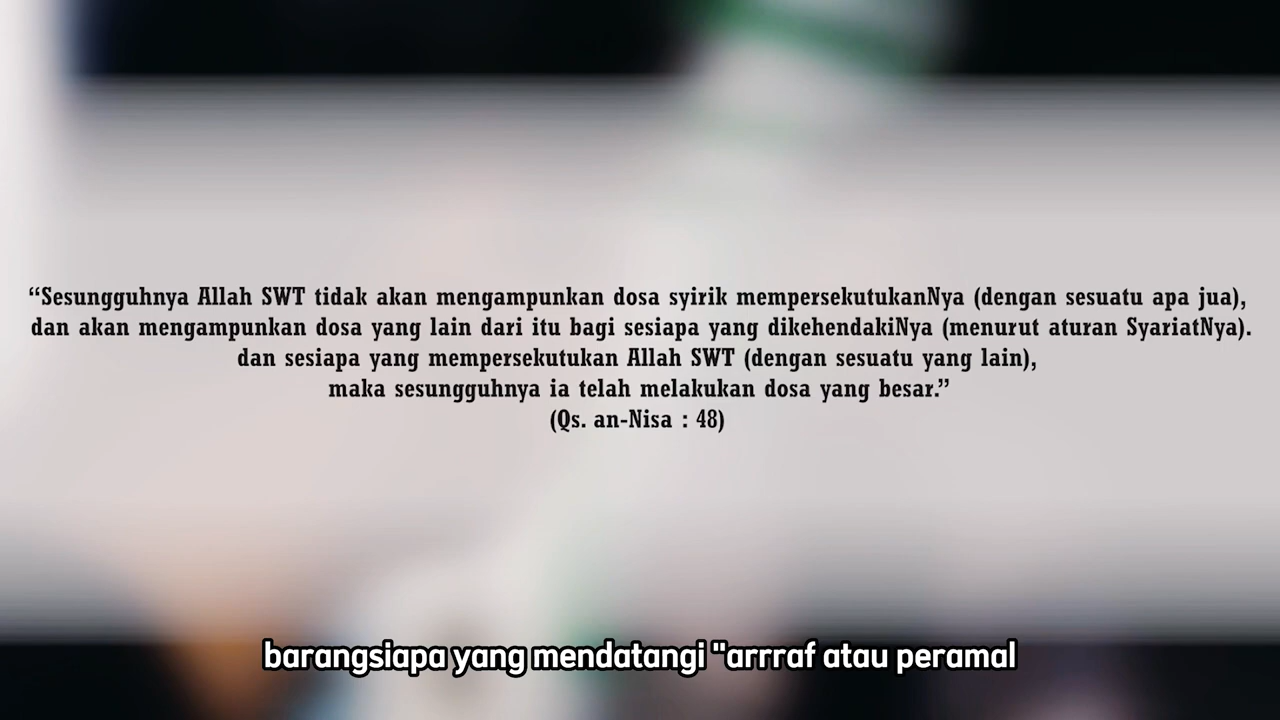 “Sesungguhnya Allah SWT tidak akan mengampunkan dosa syirik mempersekutukanNya (dengan sesuatu apa jua),
dan akan mengampunkan dosa yang lain dari itu bagi sesiapa yang dikehendakiNya (menurut aturan SyariatNya).
dan sesiapa yang mempersekutukan Allah SWT (dengan sesuatu yang lain),
maka sesungguhnya ia telah melakukan dosa yang besar.”
(Qs. an-Nisa : 48)
barangsiapa yang mendatangi "arrraf atau peramal